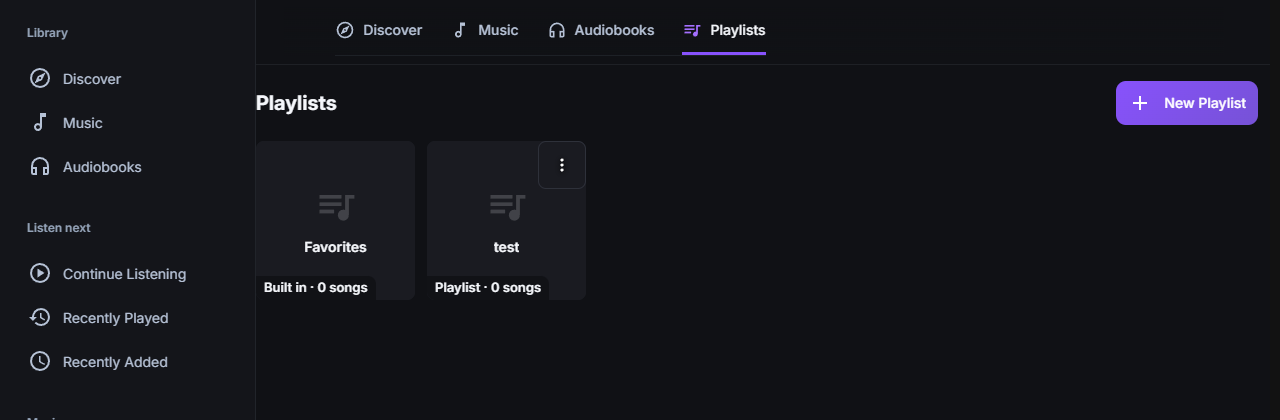 Library
Discover
Music
Audiobooks
Listen next
Continue Listening
Recently Played
Recently Added
Discover
Music
Audiobooks
Playlists
Playlists
New Playlist
Favorites
Built in · 0 songs
test
Playlist · 0 songs